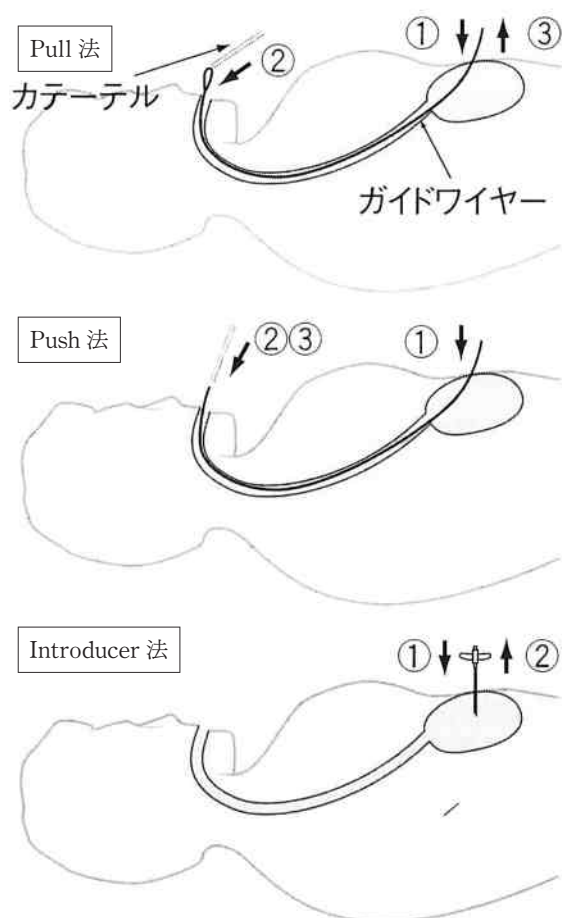 Pull 法
① ③
②
カテーテル
ガイドワイヤー
Push 法
②③ ①
Introducer 法
① ②